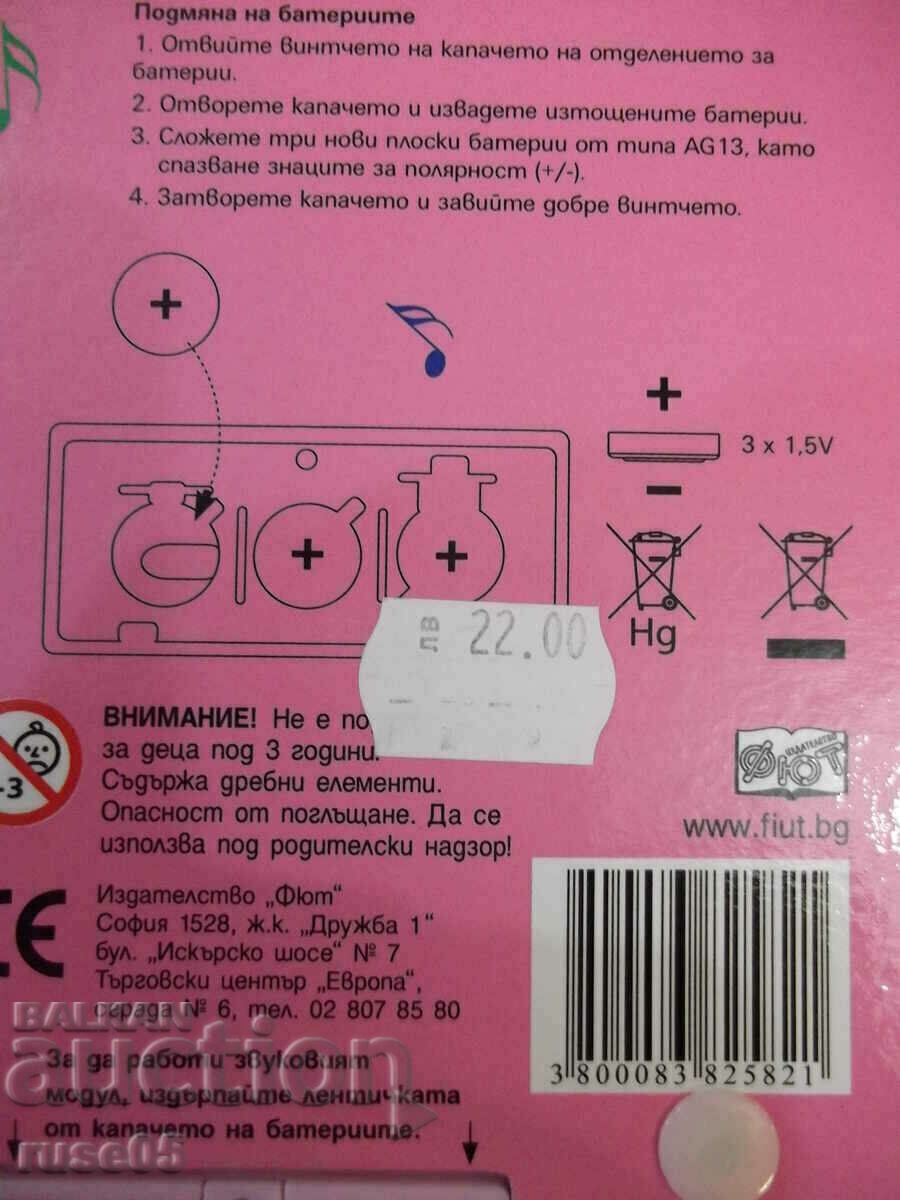 Подмяна на батериите
1. Отвийте винтчето на капачето на отделението за
батерии.
2. Отворете капачето и извадете изтощените батерии.
3. Сложете три нови плоски батерии от типа AG13, като
спазване знаците за полярност (+/-).
4. Затворете капачето и завийте добре винтчето.
+
+
3 x 1,5V
+
+
Hg
22.00
ВНИМАНИЕ! Не е
за деца под 3 години.
Съдържа дребни елементи.
Опасност от поглъщане. Да се
използва под родителски надзор!
-3
ИЗДАТЕЛСТВО
ФЮТ
www.fiut.bg
CE
Издателство „Фют"
София 1528, ж.к. „Дружба 1"
бул. „Искърско шосе" № 7
Търговски център „Европа",
сграда № 6, тел. 02 807 85 80
За да работи звуковият
модул, издърпайте лентичката
от капачето на батериите.
3 800083 825821
BALKAN
auction
ruse05